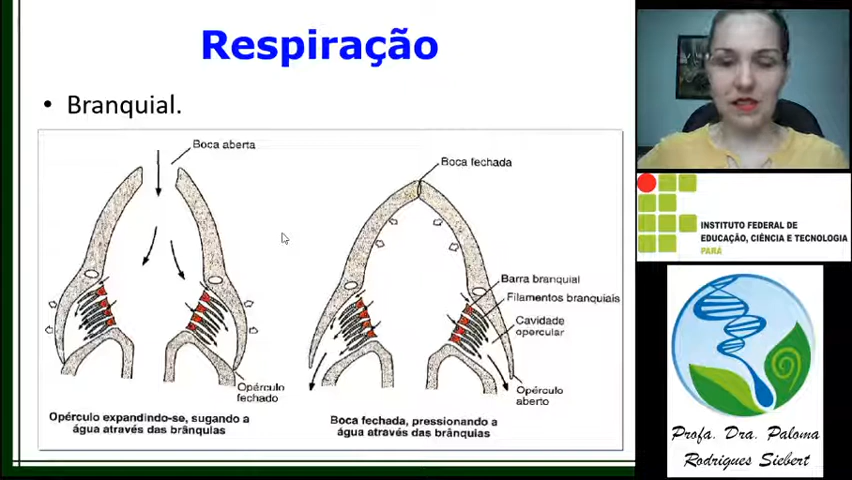 Respiração
• Branquial.
Boca aberta
Boca fechada
Barra branquial
Filamentos branquiais
Cavidade
opercular
Opérculo
fechado
Opérculo
aberto
Opérculo expandindo-se, sugando a
água através das brânquias
Boca fechada, pressionando a
água através das brânquias
INSTITUTO FEDERAL DE
EDUCAÇÃO, CIÊNCIA E TECNOLOGIA
PARÁ
Profa. Dra. Paloma
Rodrigues Siebert